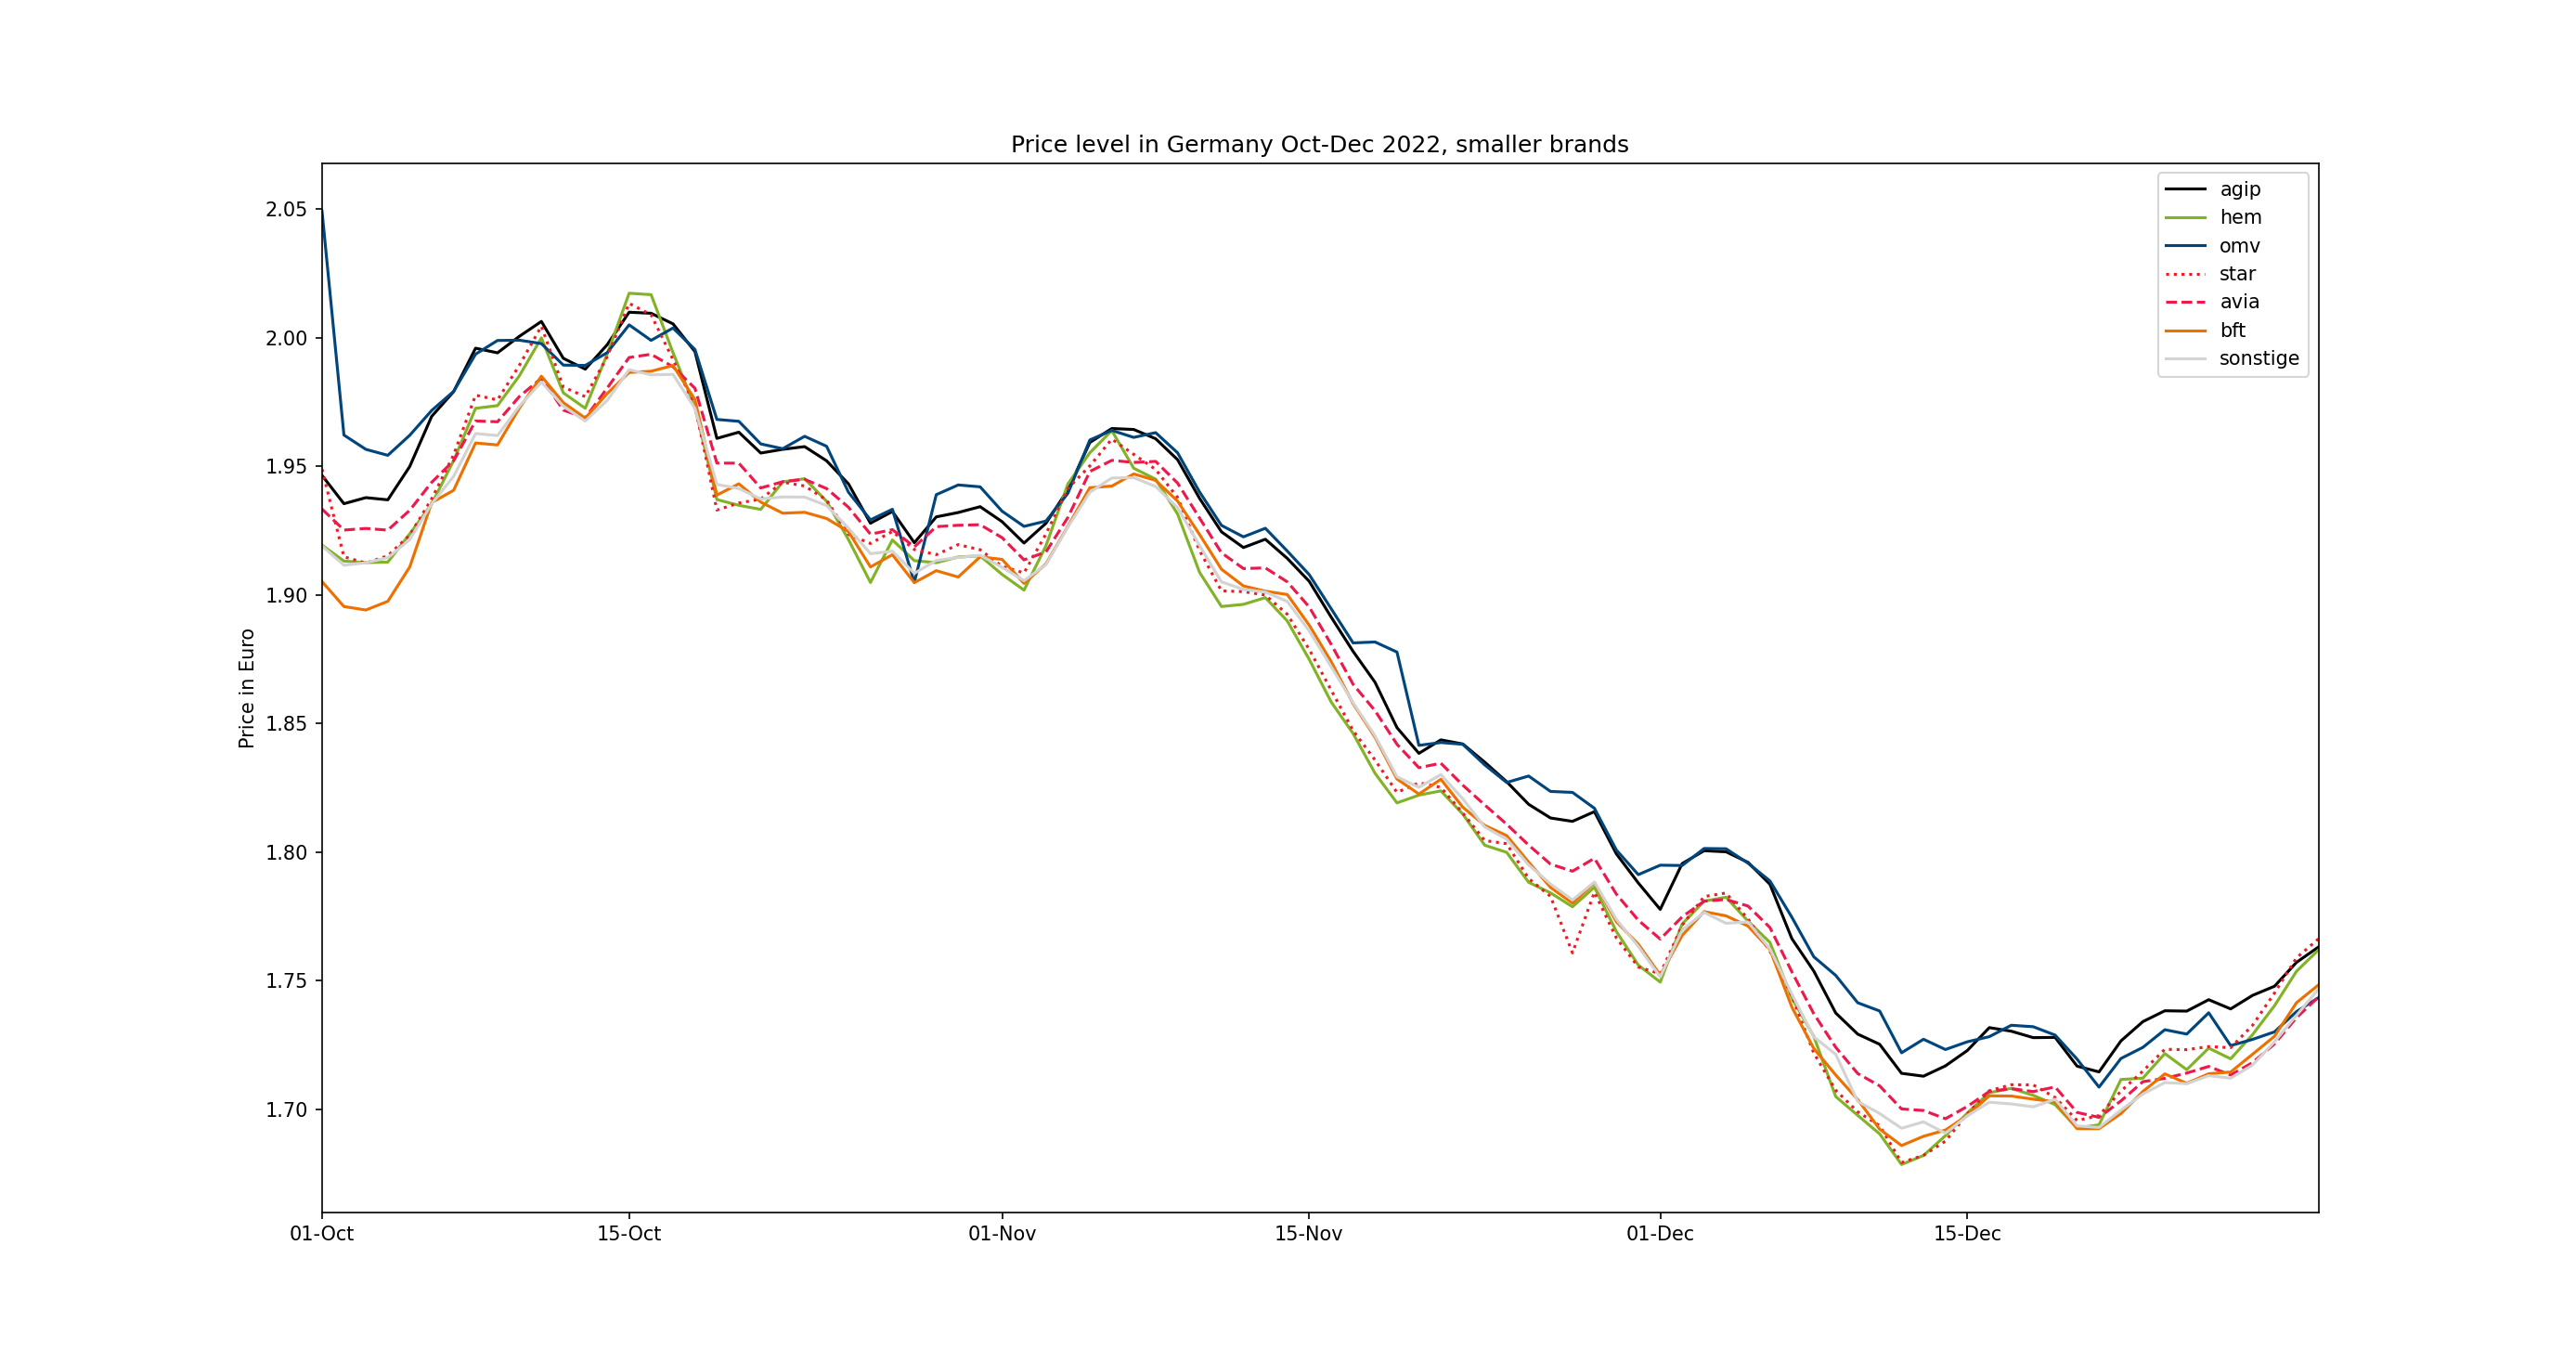 Price level in Germany Oct-Dec 2022, smaller brands
agip
hem
omv
star
avia
bft
sonstige
Price in Euro
2.05
2.00
1.95
1.90
1.85
1.80
1.75
1.70
01-Oct
15-Oct
01-Nov
15-Nov
01-Dec
15-Dec